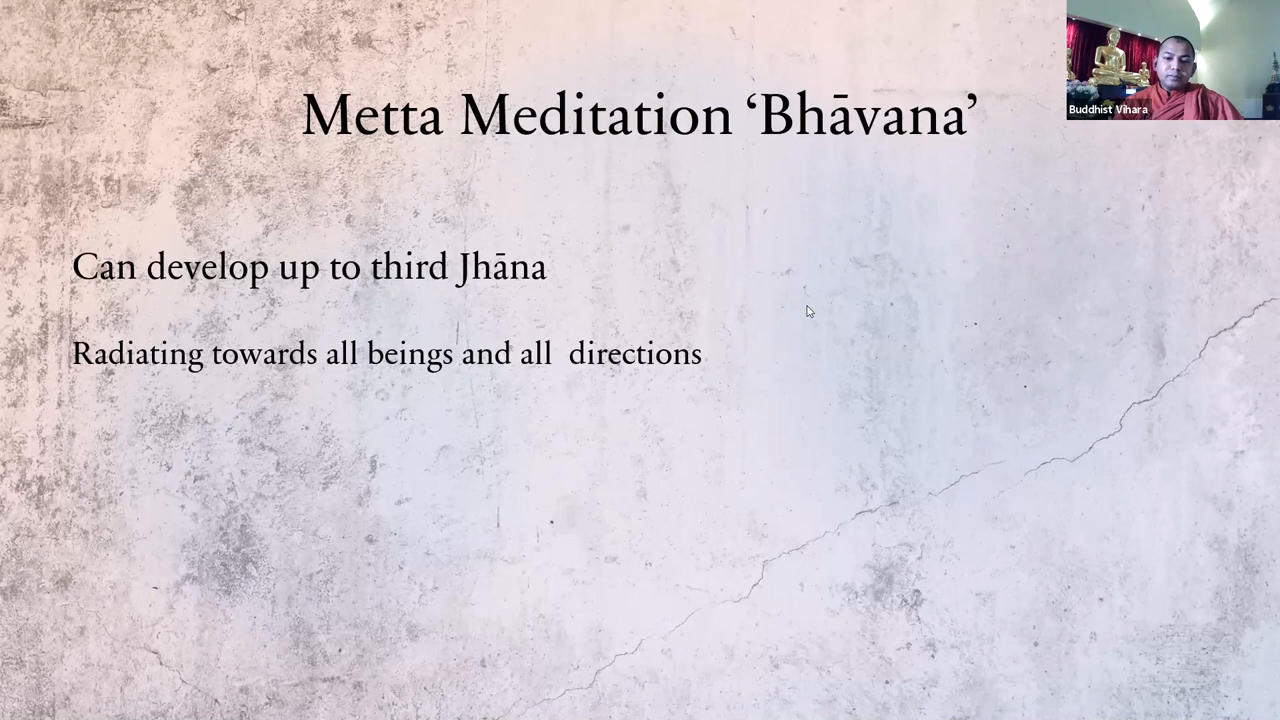 Metta Meditation ‘Bhāvana’
Can develop up to third Jhāna
Radiating towards all beings and all  directions
Buddhist Vihara